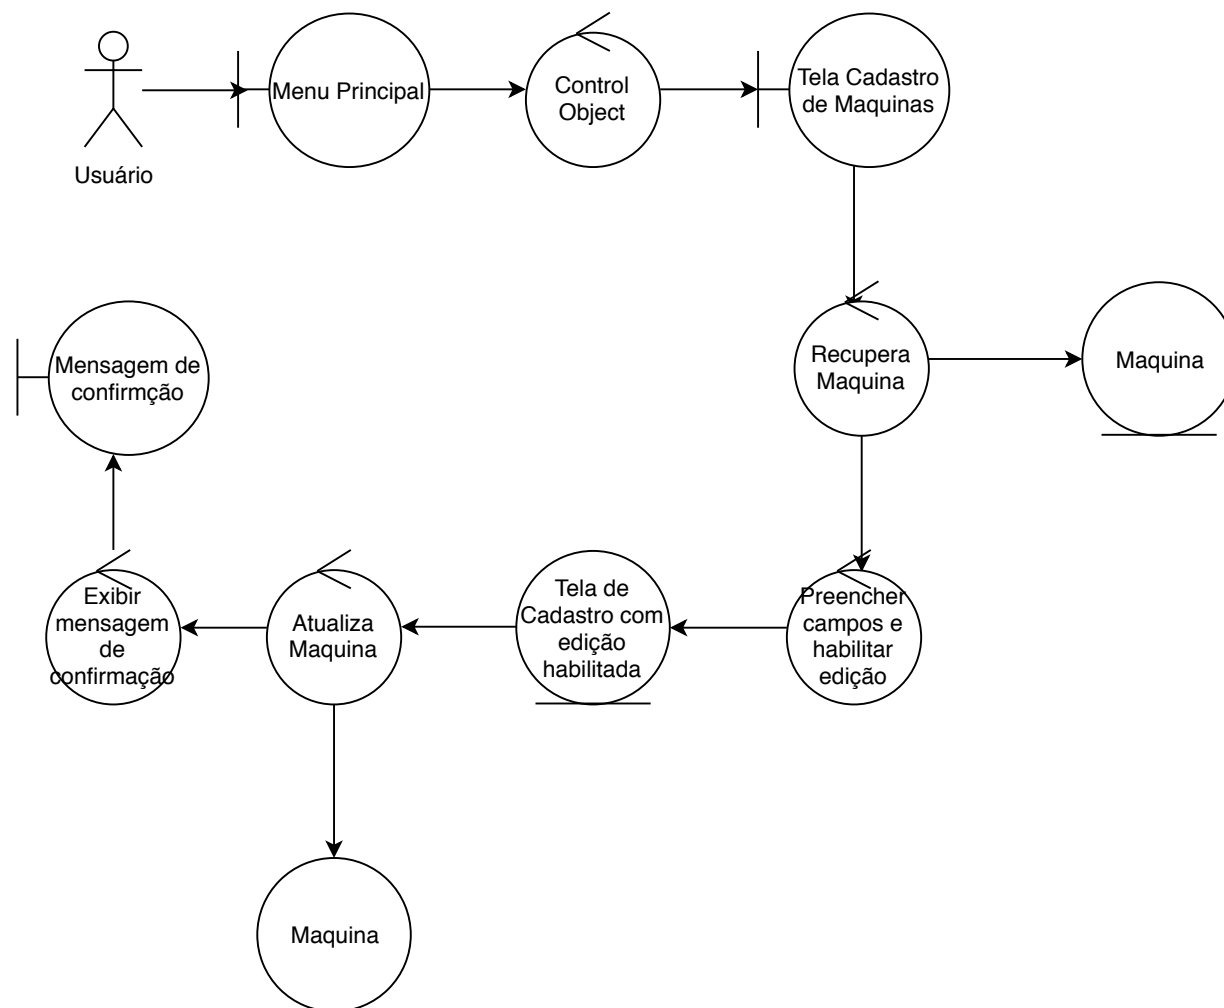 Menu Principal
Control
Object
Tela Cadastro
de Maquinas
Usuário
Mensagem de
confirmção
Recupera
Maquina
Maquina
Exibir
mensagem
de
confirmação
Atualiza
Maquina
Tela de
Cadastro com
edição
habilitada
Preencher
campos e
habilitar
edição
Maquina